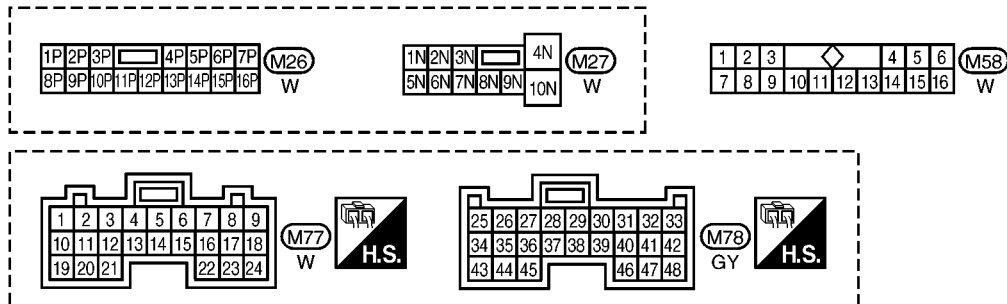 1P 2P 3P 4P 5P 6P 7P
8P 9P 10P 11P 12P 13P 14P 15P 16P
M26
W
1N 2N 3N 4N
5N 6N 7N 8N 9N 10N
M27
W
1 2 3 4 5 6
7 8 9 10 11 12 13 14 15 16
M58
W
1 2 3 4 5 6 7 8 9
10 11 12 13 14 15 16 17 18
19 20 21 22 23 24
M77
W
H.S.
25 26 27 28 29 30 31 32 33
34 35 36 37 38 39 40 41 42
43 44 45 46 47 48
M78
GY
H.S.